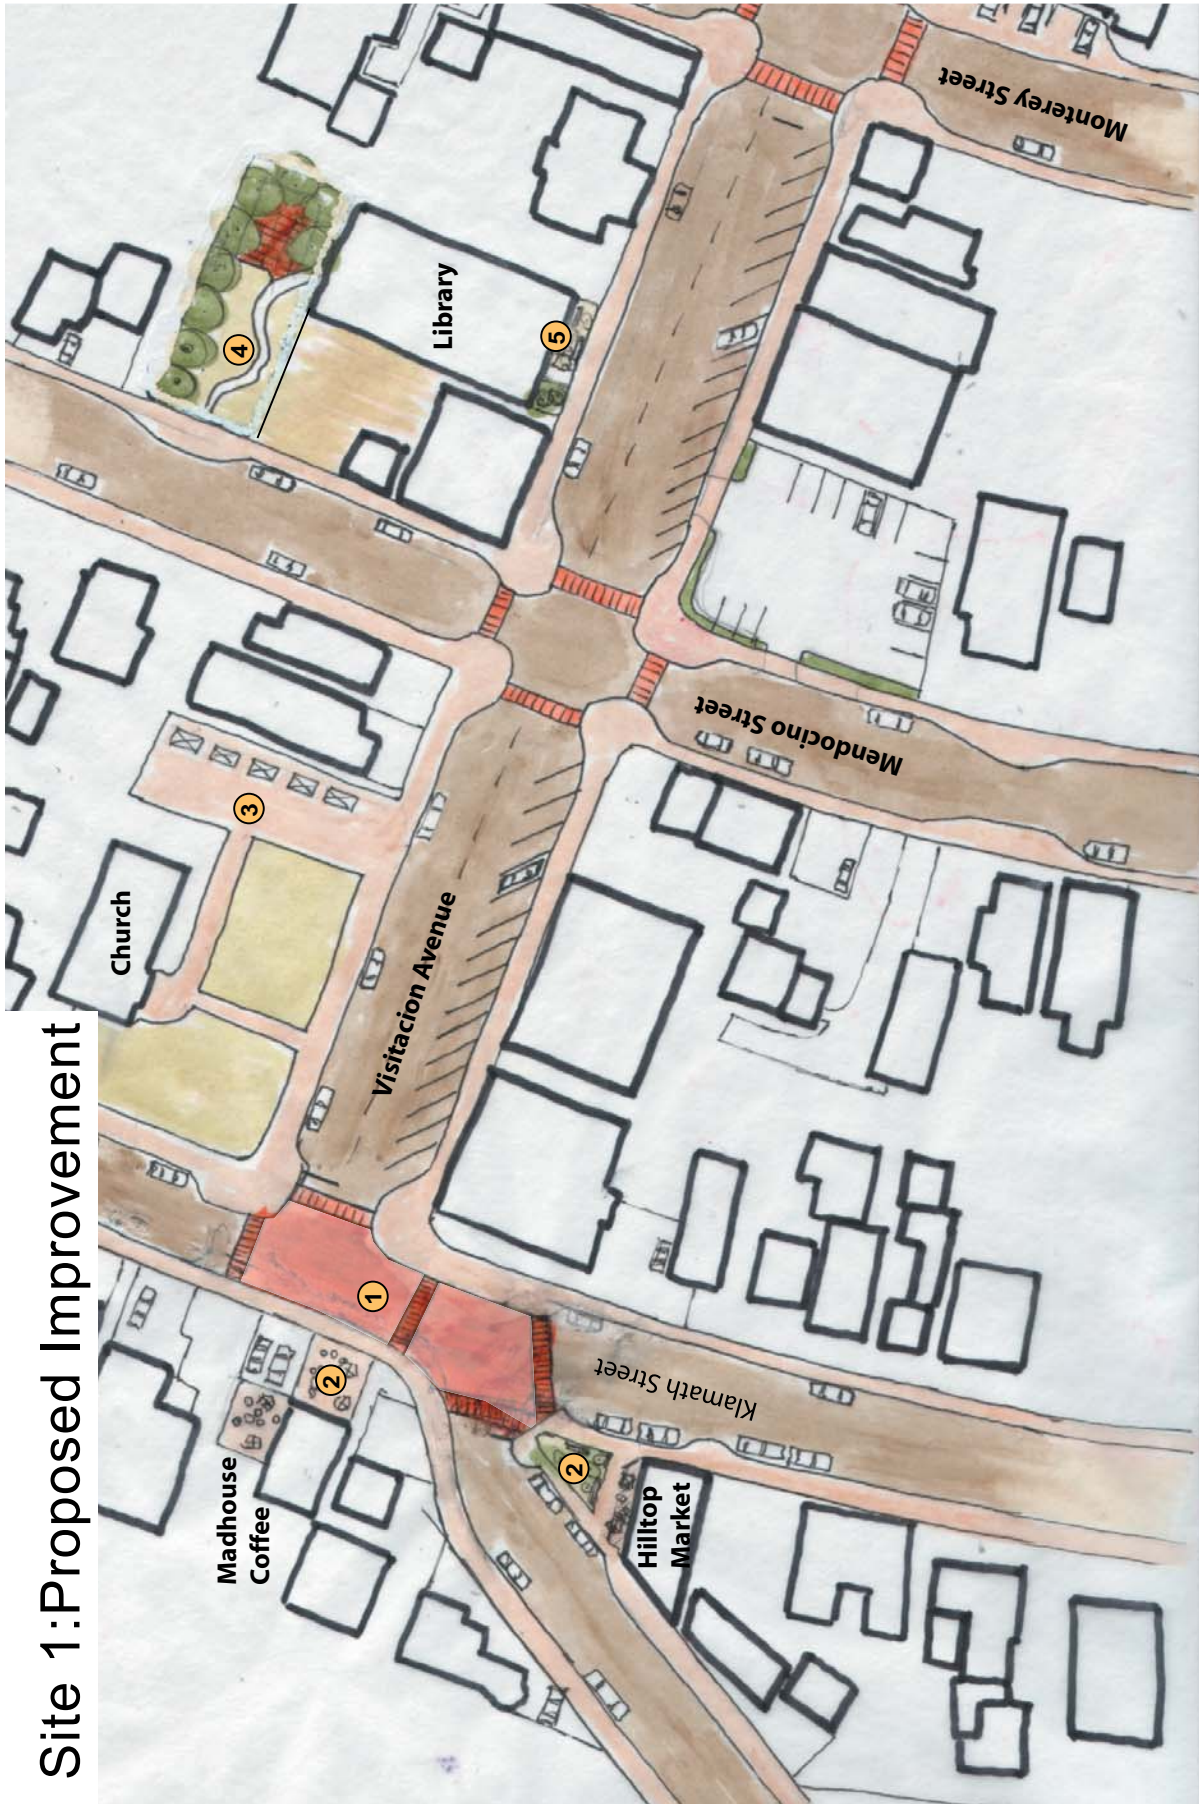 Site 1:Proposed Improvement
Madhouse
Coffee
2
1
2
Hilltop
Market
Klamath Street
Church
3
Visitacion Avenue
Mendocino Street
4
Library
5
Monterey Street